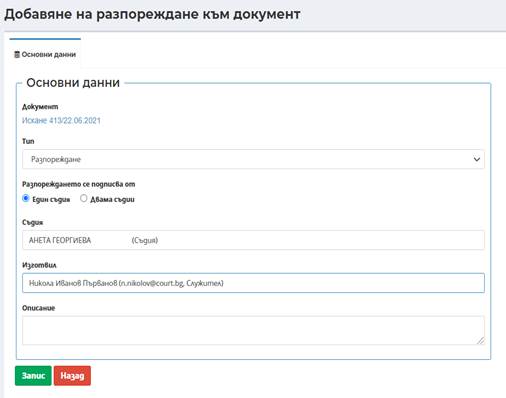 Добавяне на разпореждане към документ
Основни данни
Основни данни
Документ
Искане 413/22.06.2021
Тип
Разпореждане
Разпореждането се подписва от
Един съдия
Двама съдии
Съдия
АНЕТА ГЕОРГИЕВА (Съдия)
Изготвил
Никола Иванов Първанов (n.nikolov@court.bg, Служител)
Описание
Запис Назад